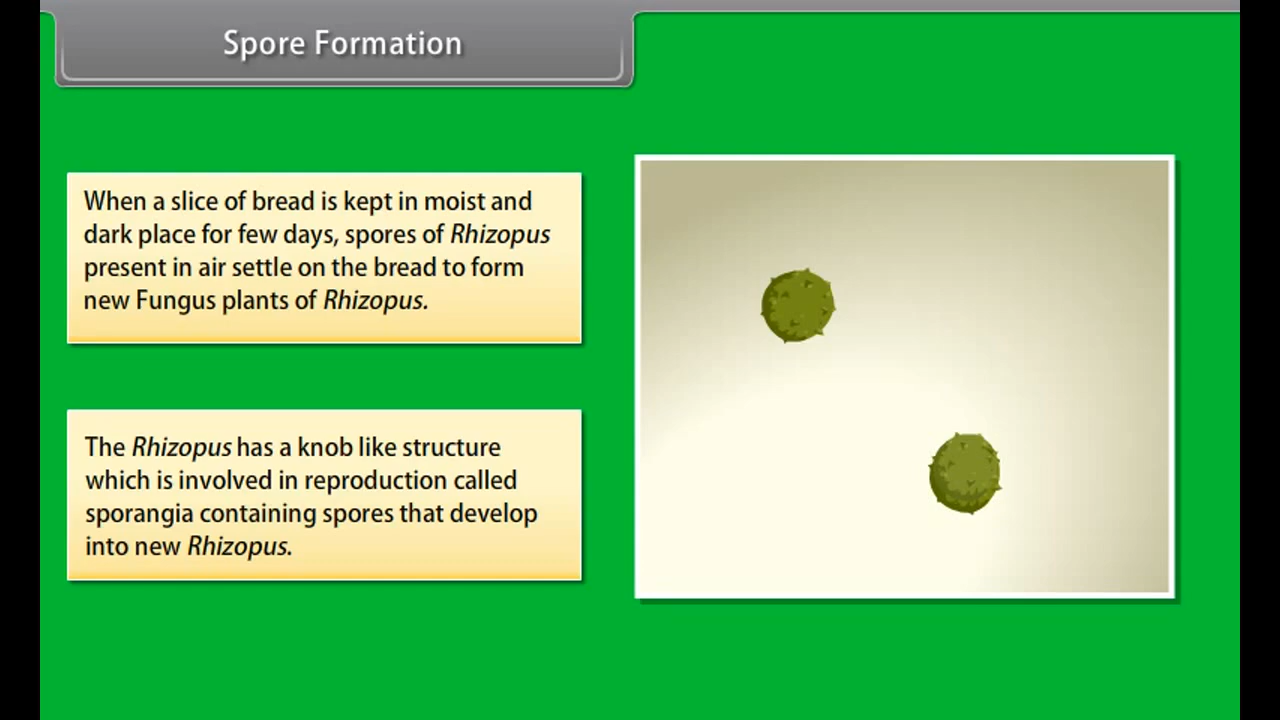 Spore Formation
When a slice of bread is kept in moist and
dark place for few days, spores of Rhizopus
present in air settle on the bread to form
new Fungus plants of Rhizopus.
The Rhizopus has a knob like structure
which is involved in reproduction called
sporangia containing spores that develop
into new Rhizopus.